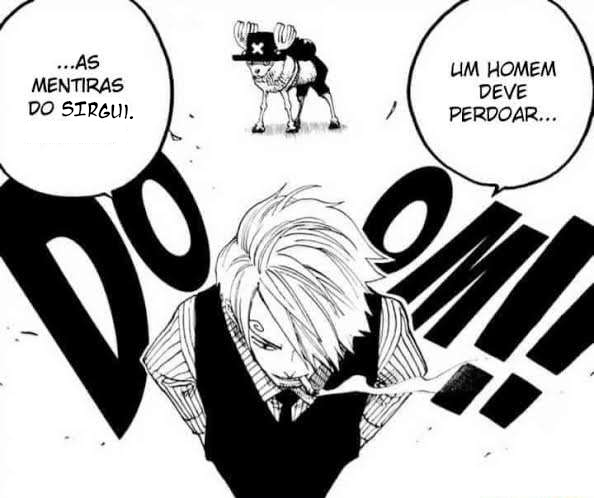 UM HOMEM
DEVE
PERDOAR...
...AS
MENTIRAS
DO SIRGUI.
DOOM!!